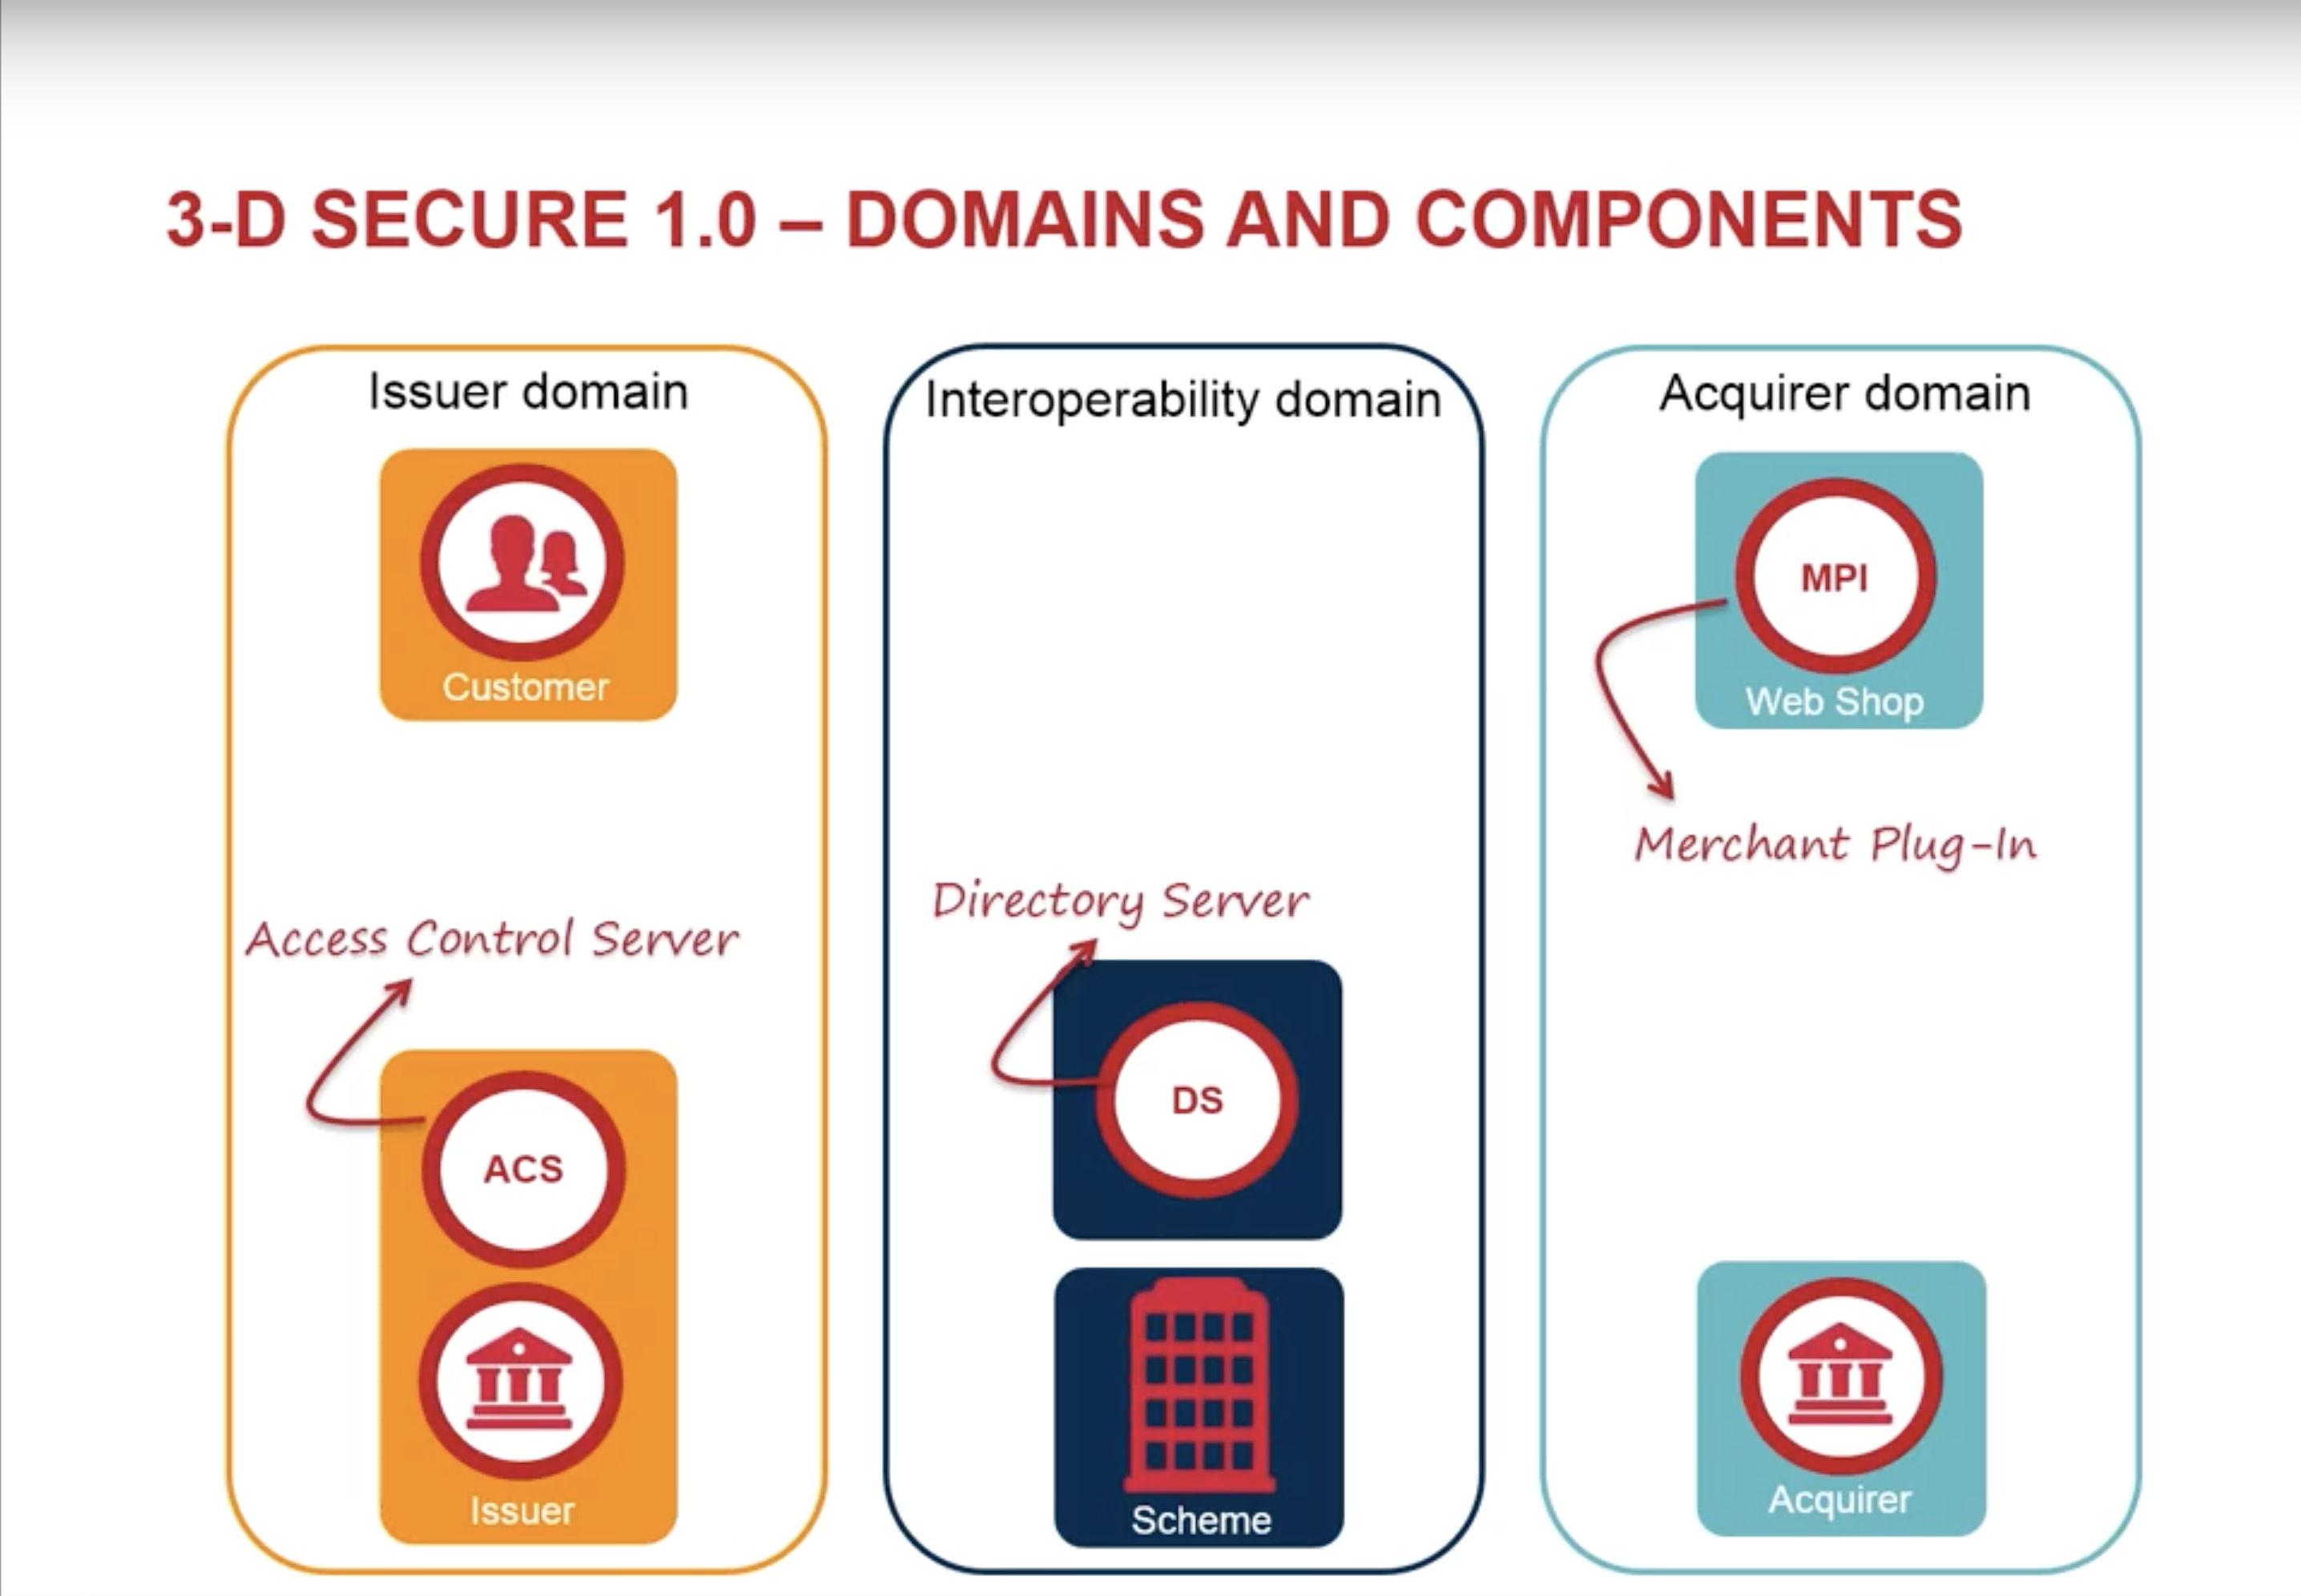 3-D SECURE 1.0 – DOMAINS AND COMPONENTS
Issuer domain
Customer
Access Control Server
ACS
Issuer
Interoperability domain
Directory Server
DS
Scheme
Acquirer domain
MPI
Web Shop
Merchant Plug-In
Acquirer